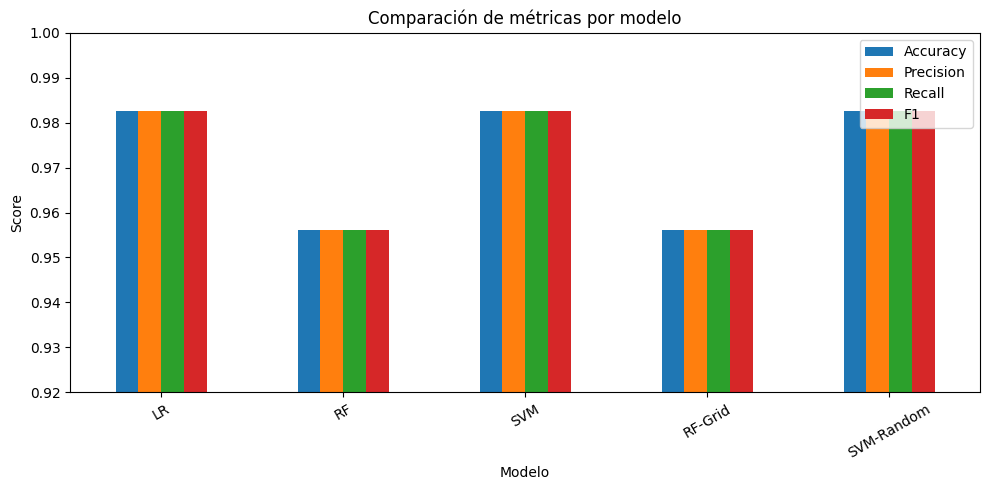 Comparación de métricas por modelo
Accuracy
Precision
Recall
F1
1.00
0.99
0.98
0.97
0.96
0.95
0.94
0.93
0.92
Score
LR
RF
SVM
RF-Grid
SVM-Random
Modelo